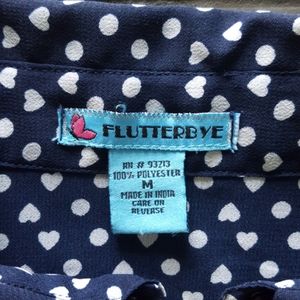 FLUTTERBYE
RN # 93213
100% POLYESTER
M
MADE IN INDIA
CARE ON
REVERSE